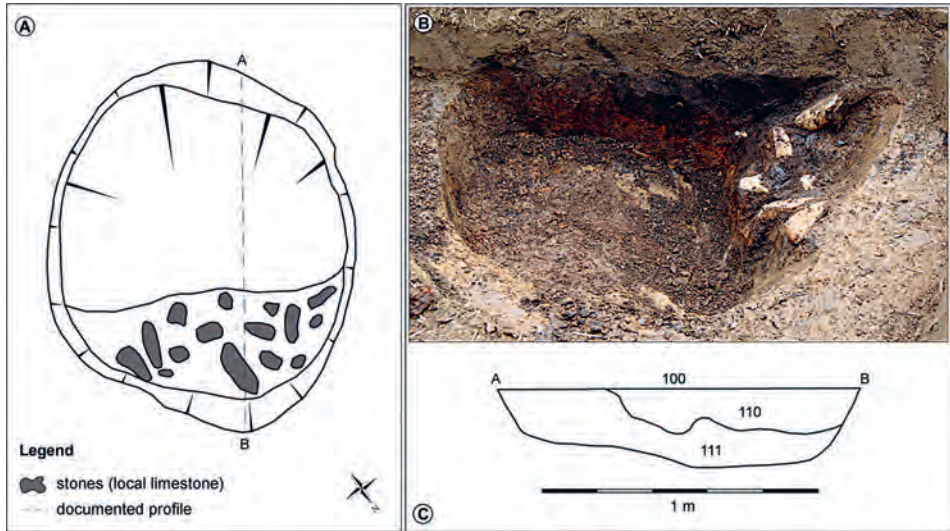 A
A
B
Legend
stones (local limestone)
documented profile
N
B
A
100
B
110
111
1 m
C